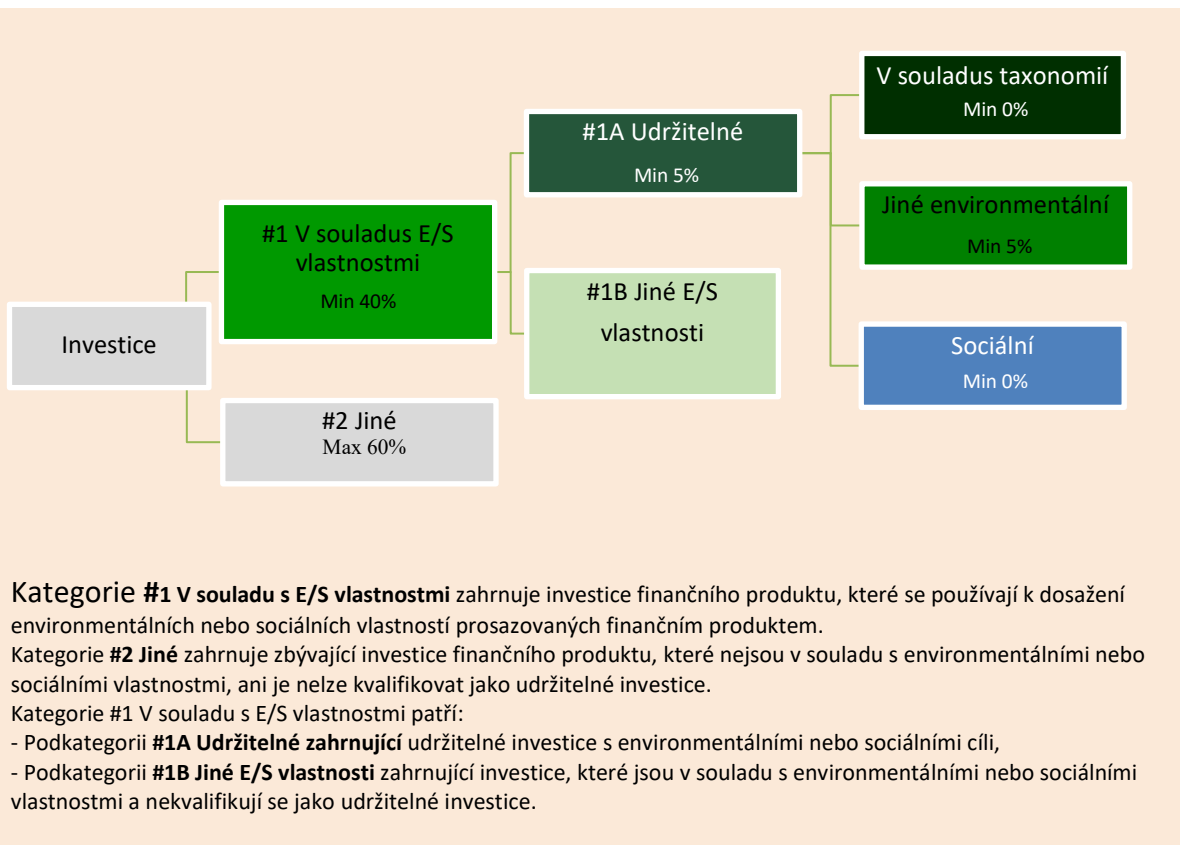 V souladus taxonomií
Min 0%
#1A Udržitelné
Min 5%
Jiné environmentální
Min 5%
#1 V souladus E/S
vlastnostmi
Min 40%
#1B Jiné E/S
vlastnosti
Investice
Sociální
Min 0%
#2 Jiné
Max 60%
Kategorie #1 V souladu s E/S vlastnostmi zahrnuje investice finančního produktu, které se používají k dosažení
environmentálních nebo sociálních vlastností prosazovaných finančním produktem.
Kategorie #2 Jiné zahrnuje zbývající investice finančního produktu, které nejsou v souladu s environmentálními nebo
sociálními vlastnostmi, ani je nelze kvalifikovat jako udržitelné investice.
Kategorie #1 V souladu s E/S vlastnostmi patří:
- Podkategorii #1A Udržitelné zahrnující udržitelné investice s environmentálními nebo sociálními cíli,
- Podkategorii #1B Jiné E/S vlastnosti zahrnující investice, které jsou v souladu s environmentálními nebo sociálními
vlastnostmi a nekvalifikují se jako udržitelné investice.